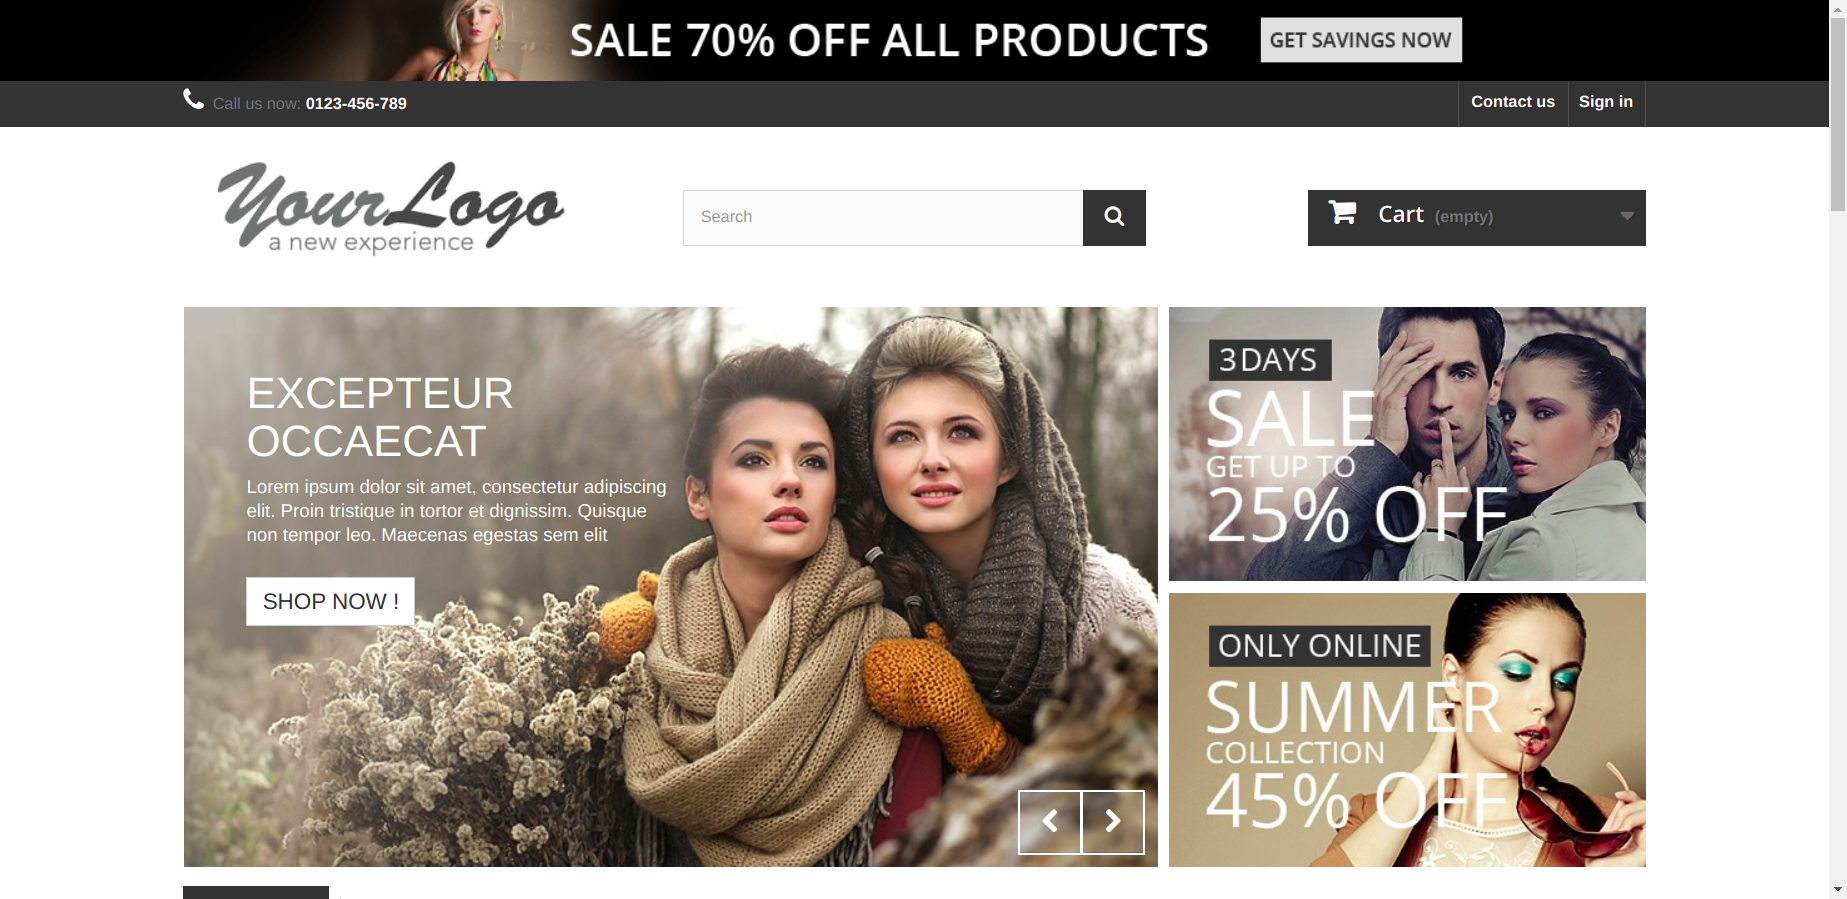 SALE 70% OFF ALL PRODUCTS
GET SAVINGS NOW
Call us now: 0123-456-789
Contact us
Sign in
Your Logo
a new experience
Search
Cart (empty)
EXCEPTEUR
OCCAECAT
Lorem ipsum dolor sit amet, consectetur adipiscing
elit. Proin tristique in tortor et dignissim. Quisque
non tempor leo. Maecenas egestas sem elit
SHOP NOW !
3 DAYS
SALE
GET UP TO
25% OFF
ONLY ONLINE
SUMMER
COLLECTION
45% OFF